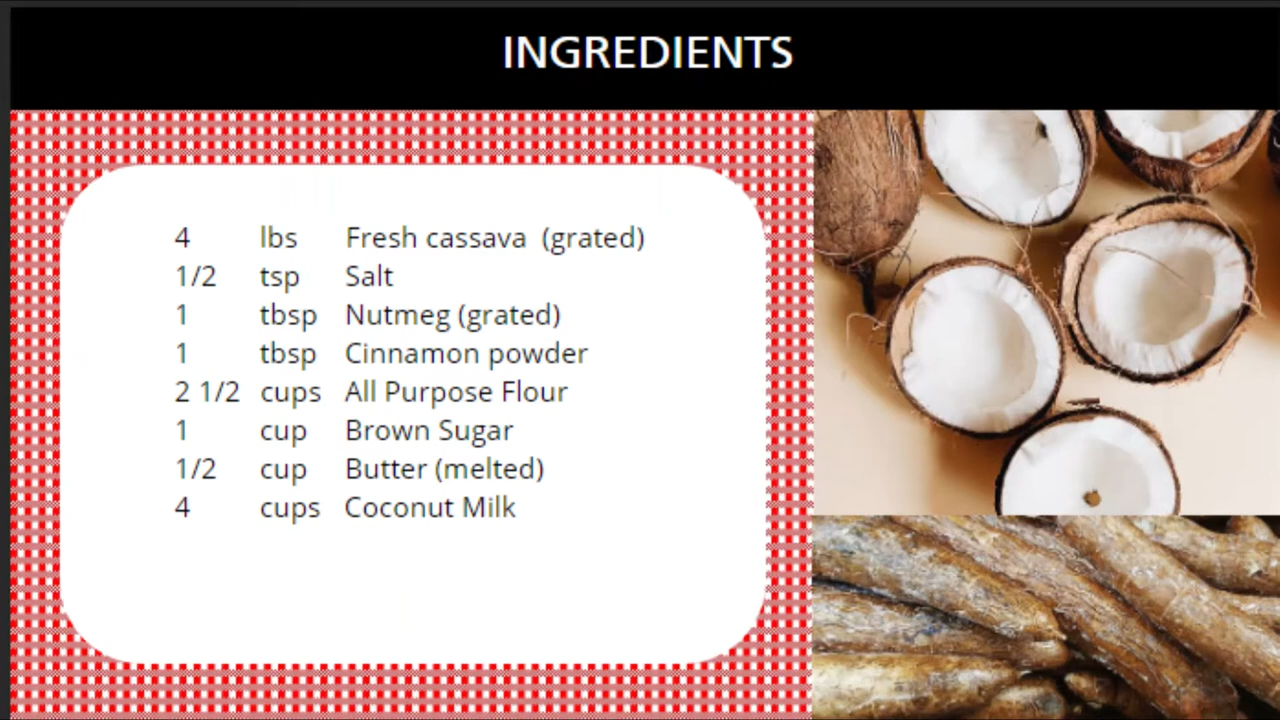 INGREDIENTS
4 lbs Fresh cassava (grated)
1/2 tsp Salt
1 tbsp Nutmeg (grated)
1 tbsp Cinnamon powder
2 1/2 cups All Purpose Flour
1 cup Brown Sugar
1/2 cup Butter (melted)
4 cups Coconut Milk